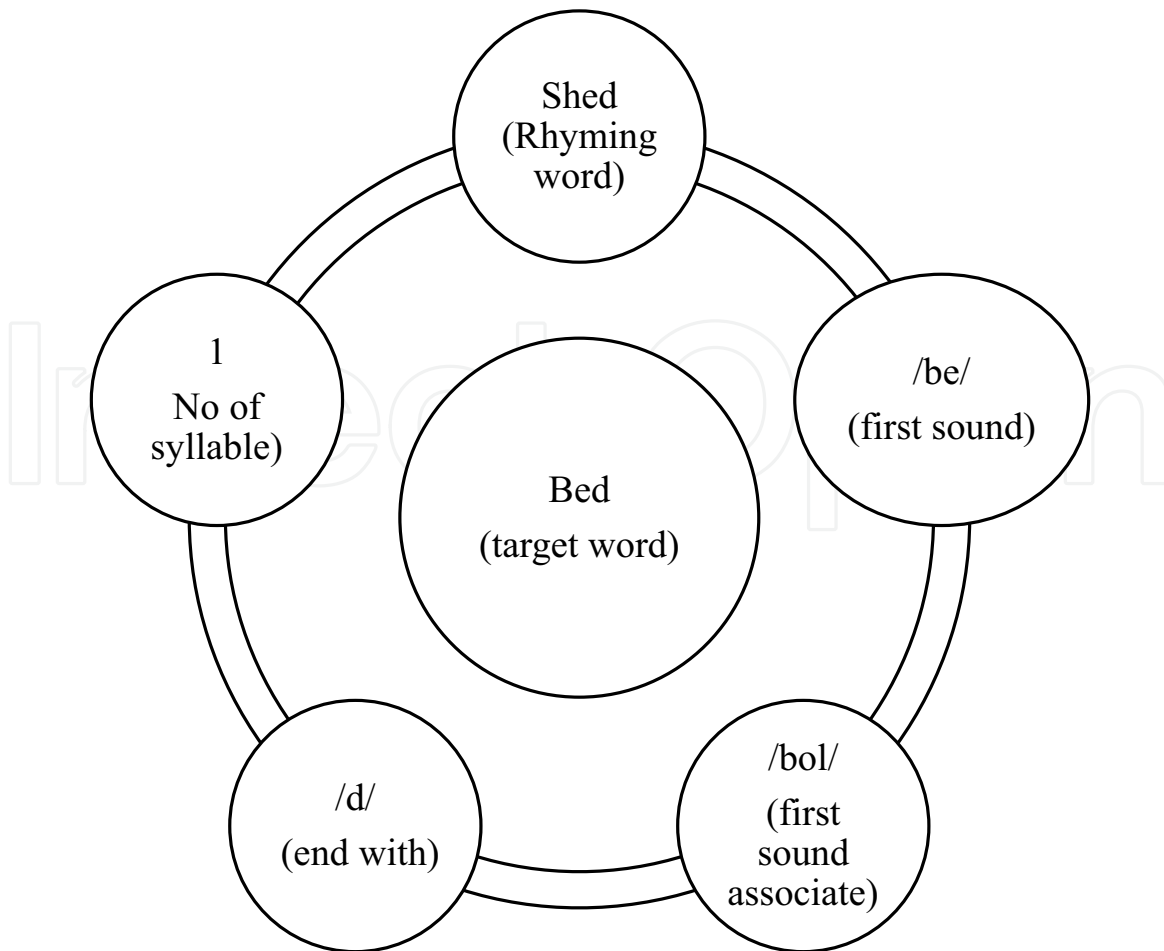 Shed
(Rhyming
word)
/be/
(first sound)
/bol/
(first
sound
associate)
/d/
(end with)
1
No of
syllable)
Bed
(target word)